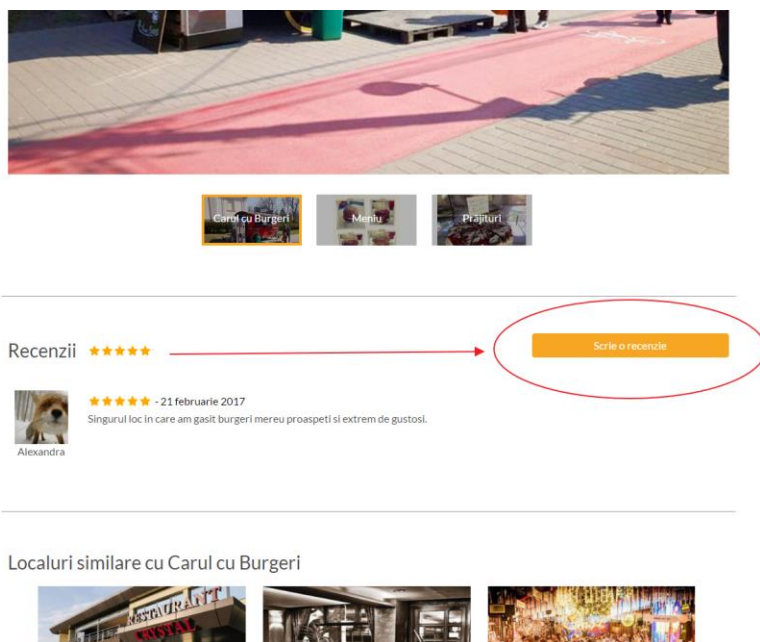 Carul cu Burgeri
Meniu
Prăjituri
Recenzii
Scrie o recenzie
- 21 februarie 2017
Singurul loc in care am gasit burgeri mereu proaspeti si extrem de gustosi.
Alexandra
Localuri similare cu Carul cu Burgeri
RESTAURANT
CRYSTAL